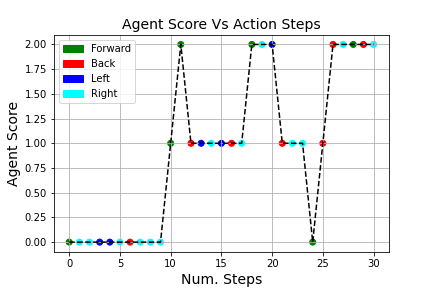 Agent Score Vs Action Steps
Agent Score
2.00
1.75
1.50
1.25
1.00
0.75
0.50
0.25
0.00
Forward
Back
Left
Right
0 5 10 15 20 25 30
Num. Steps